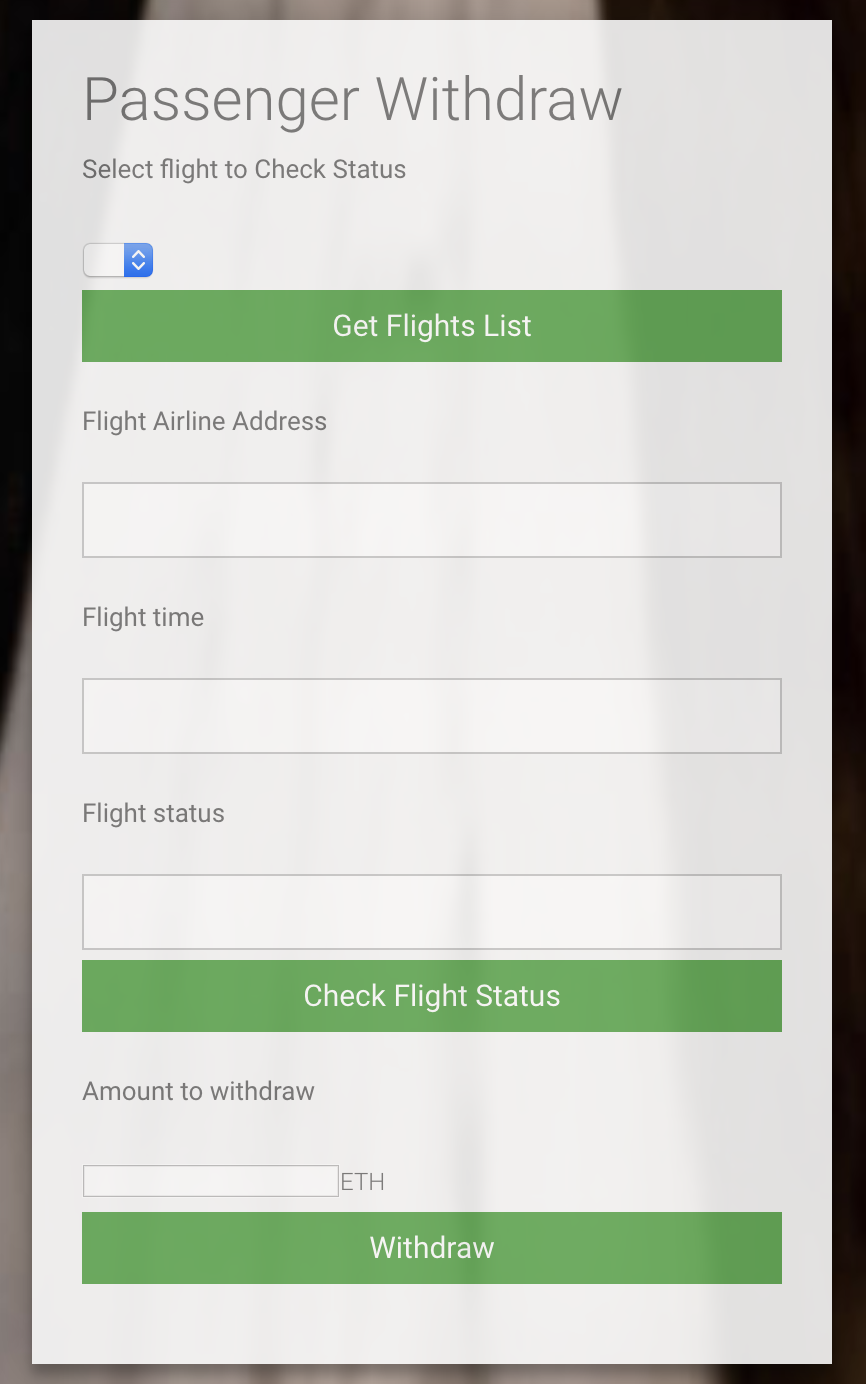 Passenger Withdraw
Select flight to Check Status
Get Flights List
Flight Airline Address
Flight time
Flight status
Check Flight Status
Amount to withdraw
ETH
Withdraw